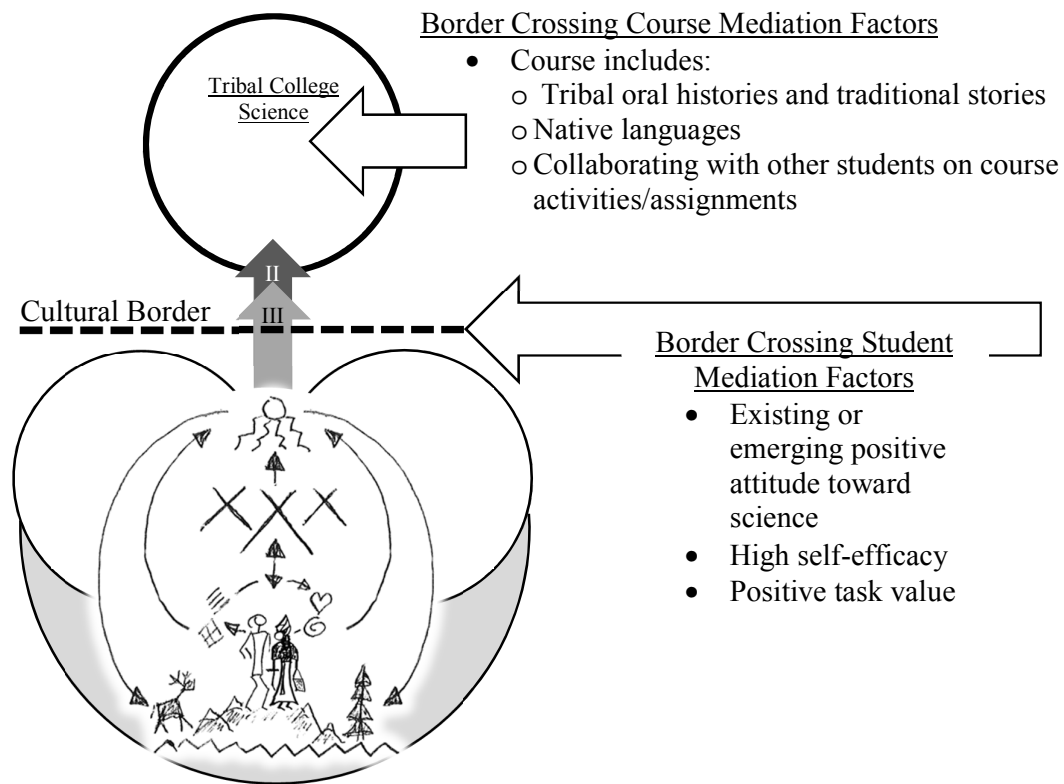 Border Crossing Course Mediation Factors
• Course includes:
o Tribal oral histories and traditional stories
o Native languages
o Collaborating with other students on course
activities/assignments
Tribal College
Science
II
III
Cultural Border
Border Crossing Student
Mediation Factors
• Existing or
emerging positive
attitude toward
science
• High self-efficacy
• Positive task value